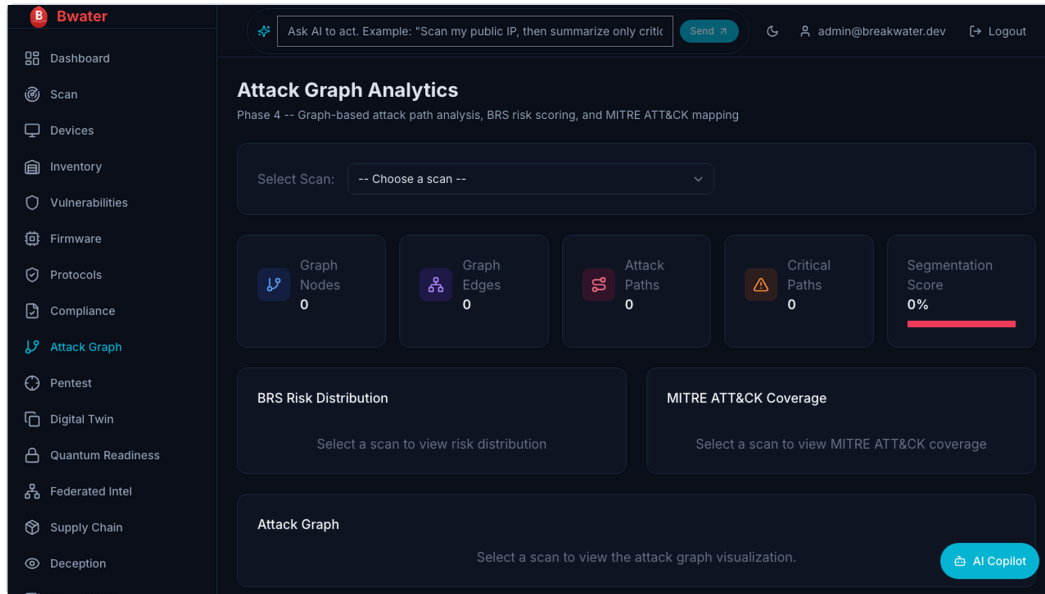 B Bwater
Dashboard
Scan
Devices
Inventory
Vulnerabilities
Firmware
Protocols
Compliance
Attack Graph
Pentest
Digital Twin
Quantum Readiness
Federated Intel
Supply Chain
Deception
Ask AI to act. Example: "Scan my public IP, then summarize only critic
Send
admin@breakwater.dev
Logout
Attack Graph Analytics
Phase 4 -- Graph-based attack path analysis, BRS risk scoring, and MITRE ATT&CK mapping
Select Scan:
-- Choose a scan --
Graph
Nodes
0
Graph
Edges
0
Attack
Paths
0
Critical
Paths
0
Segmentation
Score
0%
BRS Risk Distribution
Select a scan to view risk distribution
MITRE ATT&CK Coverage
Select a scan to view MITRE ATT&CK coverage
Attack Graph
Select a scan to view the attack graph visualization.
AI Copilot